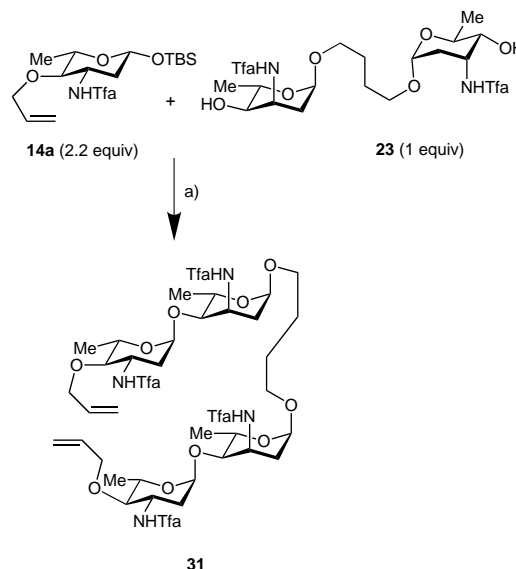 Me O OTBS
O NHTfa
14a (2.2 equiv)
+
TfaHN O
Me O
HO
O Me
O HO
NHTfa
23 (1 equiv)
a)
TfaHN O
Me O
O
Me O
O NHTfa
TfaHN O
Me O
O
Me O
O NHTfa
31